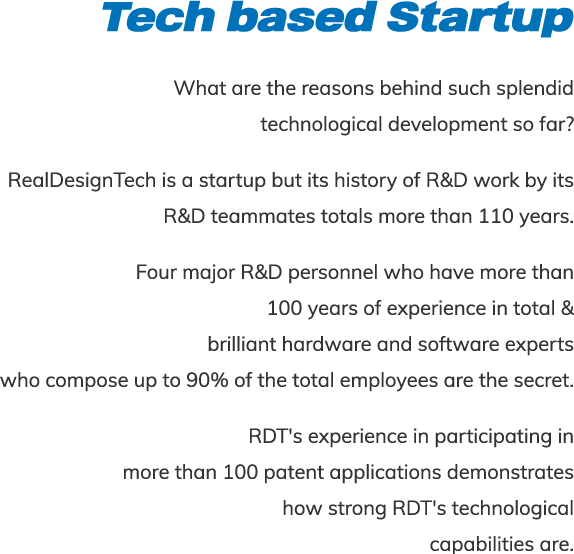 Tech based Startup
What are the reasons behind such splendid
technological development so far?
RealDesignTech is a startup but its history of R&D work by its
R&D teammates totals more than 110 years.
Four major R&D personnel who have more than
100 years of experience in total &
brilliant hardware and software experts
who compose up to 90% of the total employees are the secret.
RDT's experience in participating in
more than 100 patent applications demonstrates
how strong RDT's technological
capabilities are.